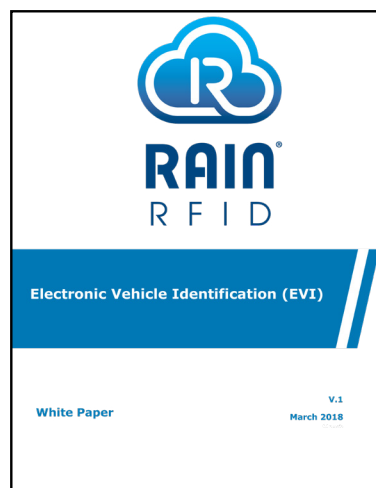 R
RAIN®
RFID
Electronic Vehicle Identification (EVI)
White Paper
V.1
March 2018